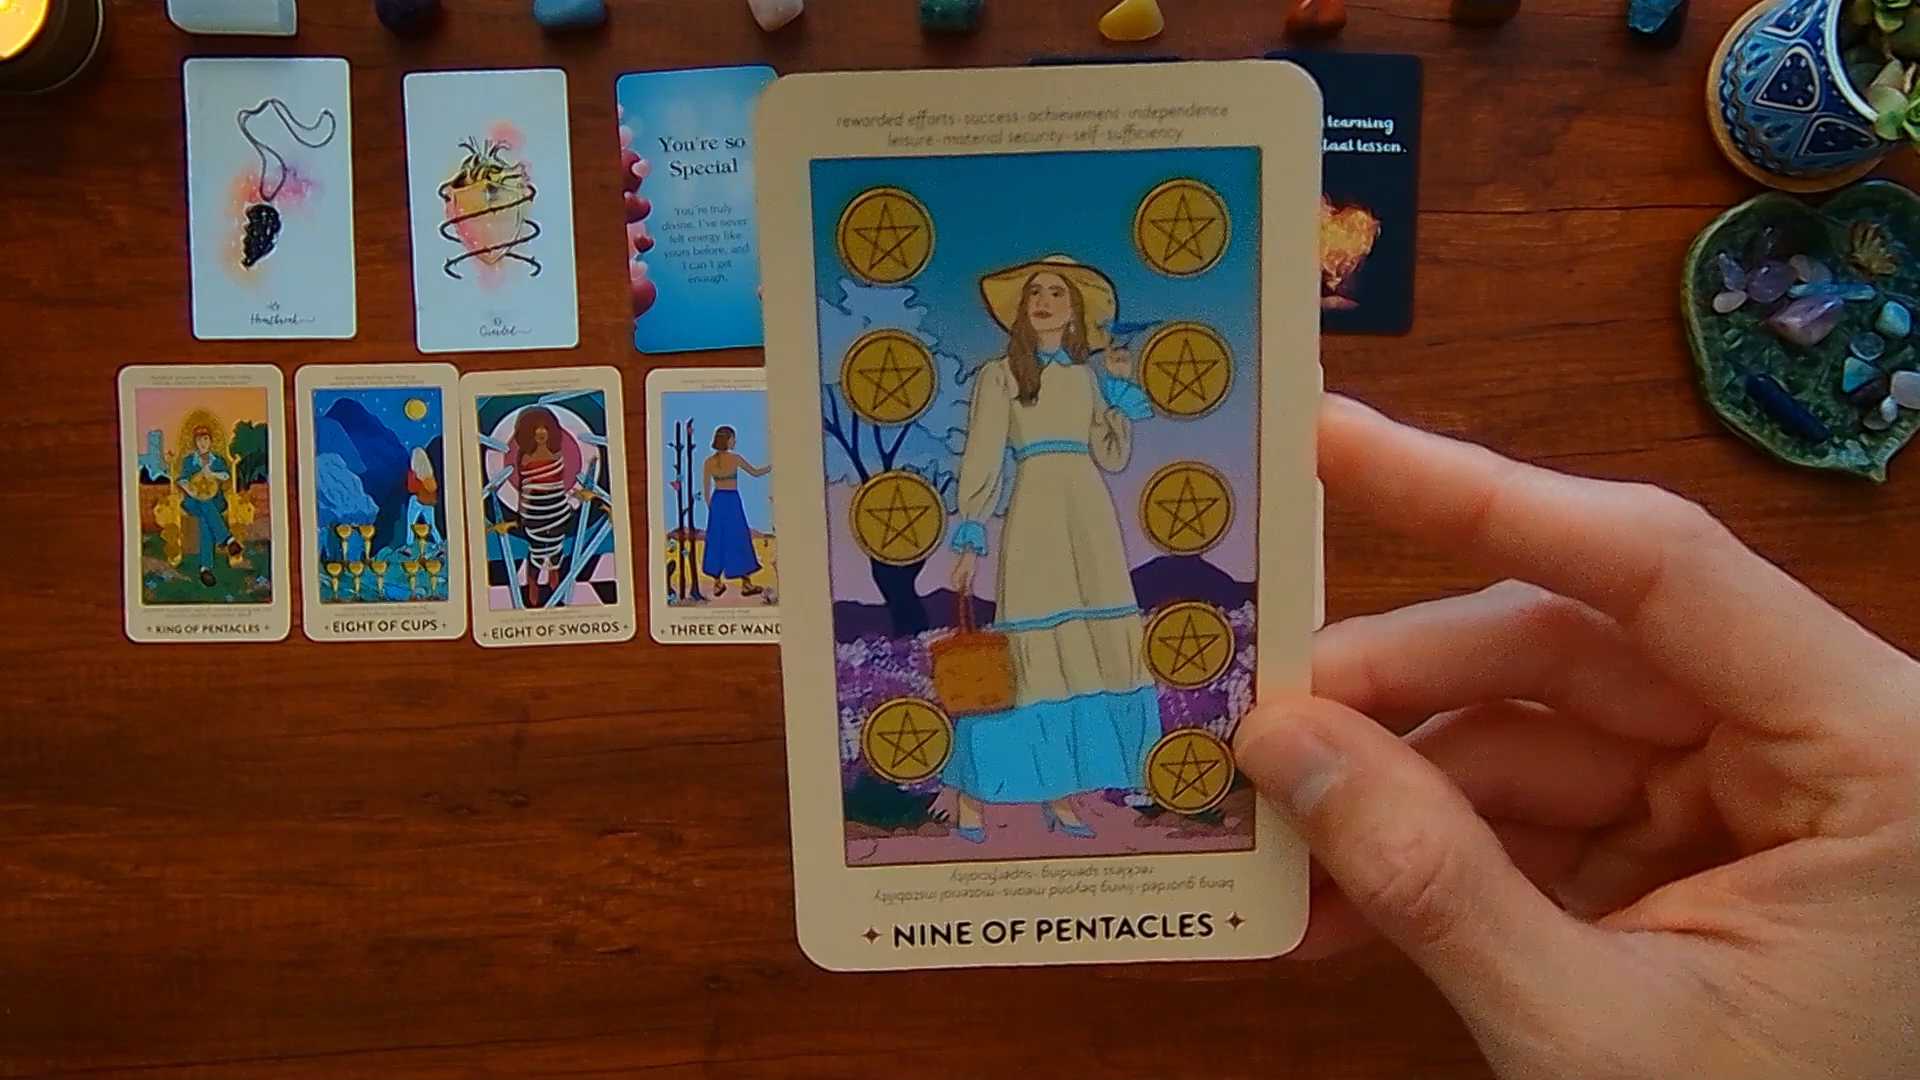 Heartbreak
Guarded
You're so
Special
You're truly
divine. I've never
felt energy like
yours before, and
I can't get
enough.
rewarded efforts · success · achievement · independence
leisure · material security · self-sufficiency
learning
lesson.
KING OF PENTACLES
EIGHT OF CUPS
EIGHT OF SWORDS
THREE OF WAND
being guarded · living beyond means · material instability
reckless spending · superficiality
NINE OF PENTACLES